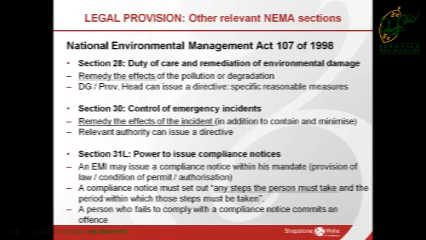 LEGAL PROVISION: Other relevant NEMA sections
National Environmental Management Act 107 of 1998
• Section 28: Duty of care and remediation of environmental damage
– Remedy the effects of the pollution or degradation
– DG / Prov. Head can issue a directive: specific reasonable measures
• Section 30: Control of emergency incidents
– Remedy the effects of the incident (in addition to contain and minimise)
– Relevant authority can issue a directive
• Section 31L: Power to issue compliance notices
– An EMI may issue a compliance notice within his mandate (provision of
law / condition of permit / authorisation)
– A compliance notice must set out "any steps the person must take and the
period within which those steps must be taken".
– A person who fails to comply with a compliance notice commits an
offence
Shepstone Wylie